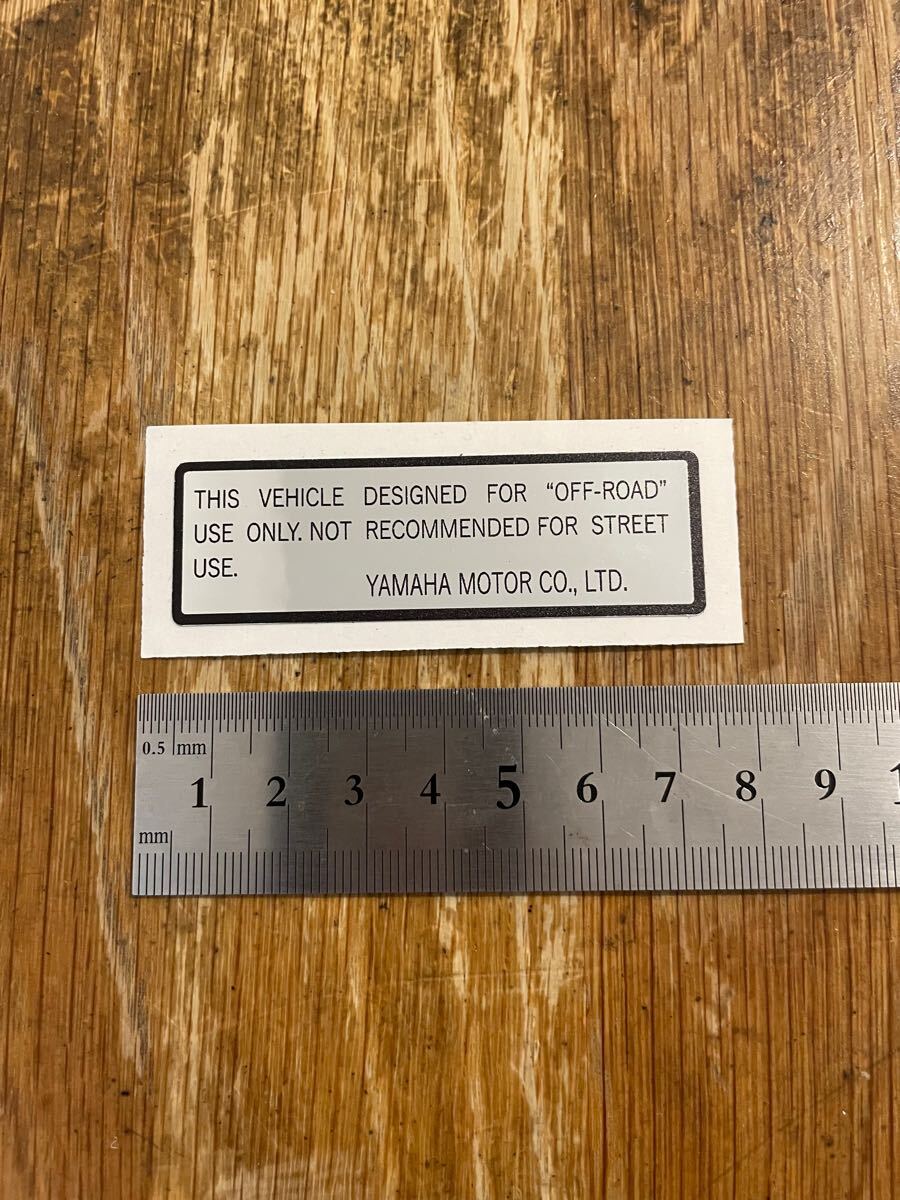 THIS VEHICLE DESIGNED FOR “OFF-ROAD”
USE ONLY. NOT RECOMMENDED FOR STREET
USE.
YAMAHA MOTOR CO., LTD.
0.5 mm
1 2 3 4 5 6 7 8 9 1
mm